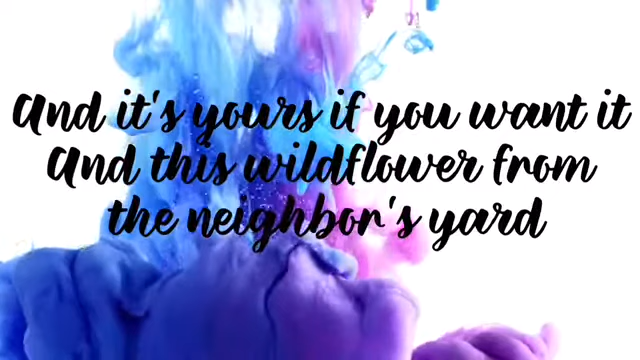 And it's yours if you want it
And this wildflower from
the neighbor's yard